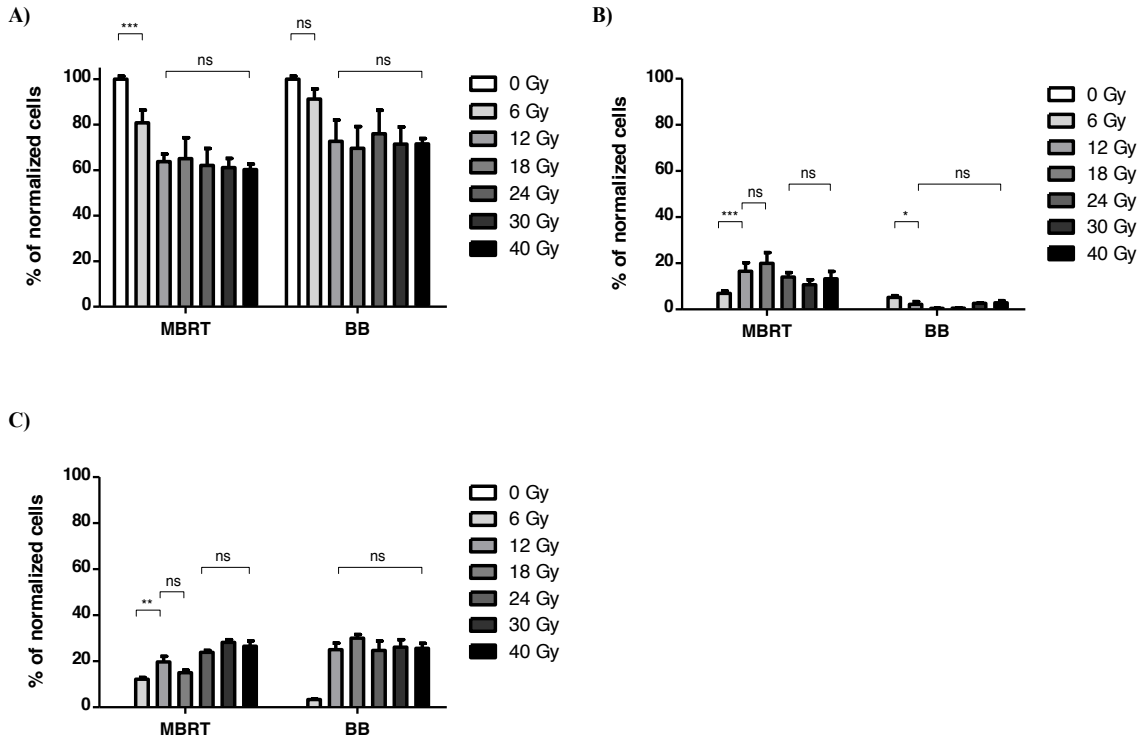 A)
*** ns
ns ns
% of normalized cells
100
80
60
40
20
0
MBRT BB
0 Gy
6 Gy
12 Gy
18 Gy
24 Gy
30 Gy
40 Gy
B)
% of normalized cells
100
80
60
40
20
0
*** ns ns
* ns
MBRT BB
0 Gy
6 Gy
12 Gy
18 Gy
24 Gy
30 Gy
40 Gy
C)
% of normalized cells
100
80
60
40
20
0
** ns ns
ns
MBRT BB
0 Gy
6 Gy
12 Gy
18 Gy
24 Gy
30 Gy
40 Gy